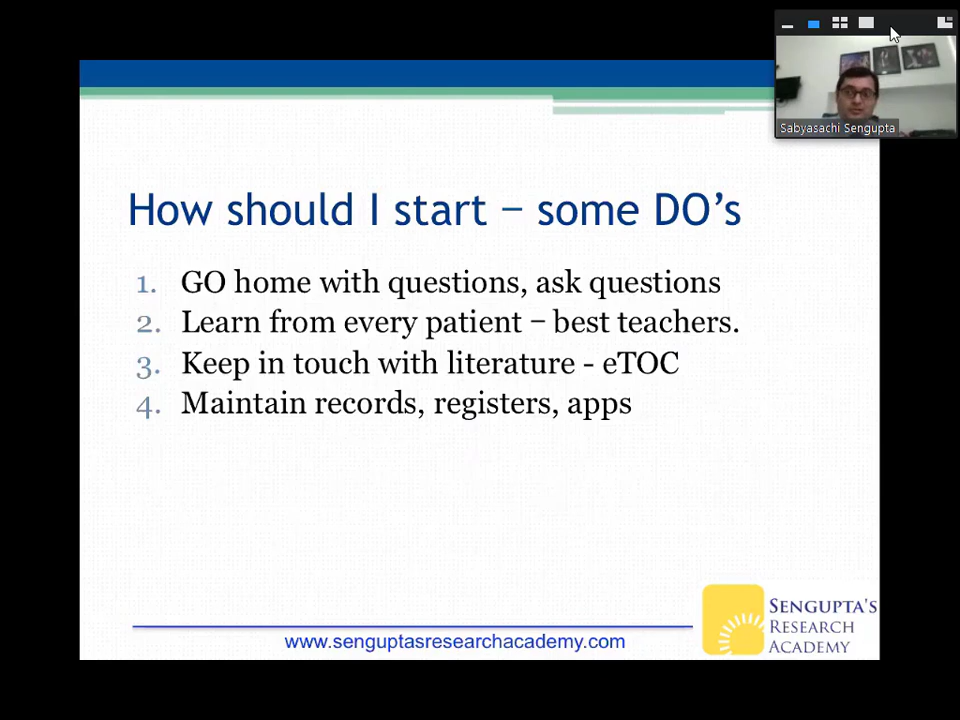 Sabyasachi Sengupta
How should I start – some DO’s
1. GO home with questions, ask questions
2. Learn from every patient – best teachers.
3. Keep in touch with literature - eTOC
4. Maintain records, registers, apps
www.senguptasresearchacademy.com
SENGUPTA'S
RESEARCH
ACADEMY